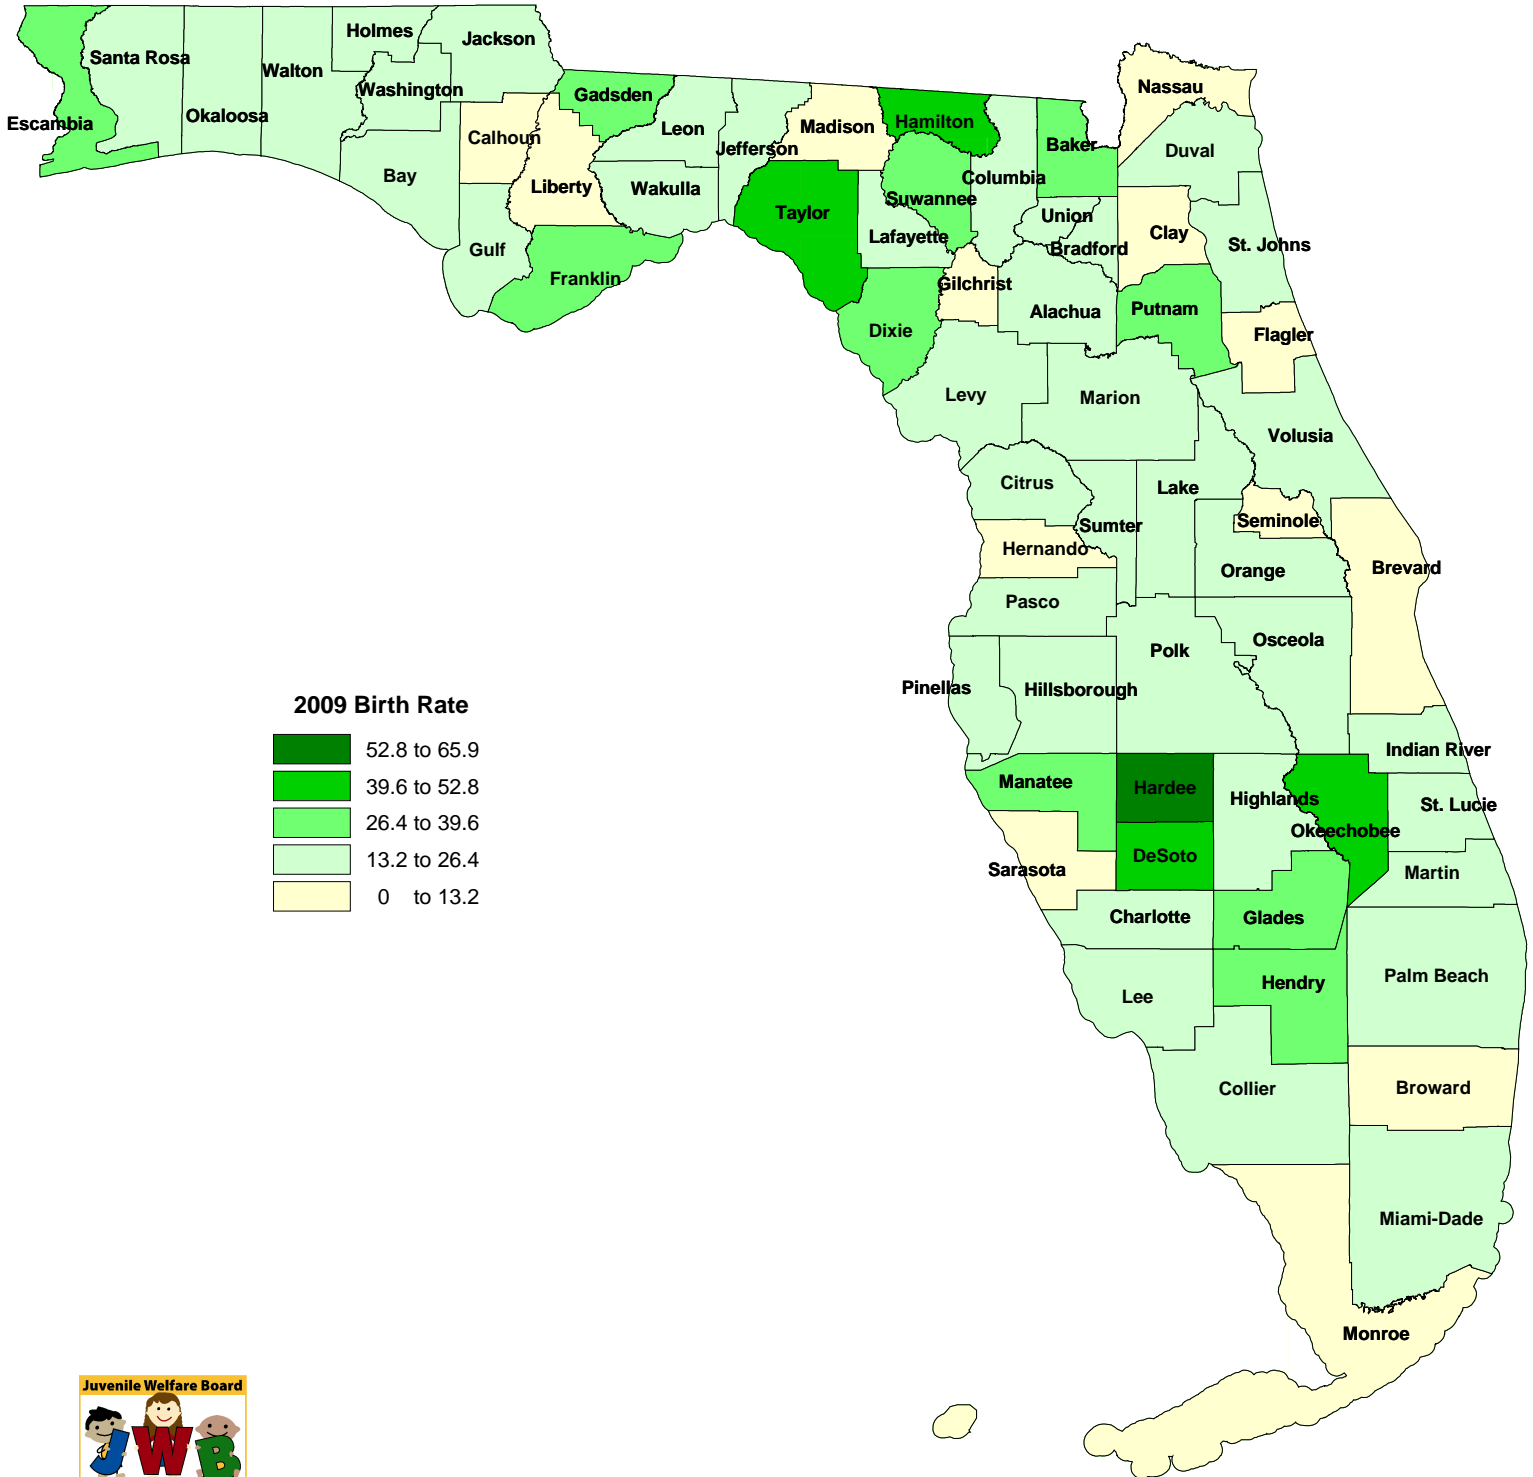 Holmes
Jackson
Santa Rosa
Walton
Nassau
Washington
Gadsden
Okaloosa
Escambia
Leon
Madison
Hamilton
Calhoun
Baker
Jefferson
Duval
Bay
Liberty
Wakulla
Columbia
Suwannee
Taylor
Union
Lafayette
Clay
Gulf
Bradford
St. Johns
Franklin
Gilchrist
Alachua
Putnam
Dixie
Flagler
Levy
Marion
Volusia
Citrus
Lake
Sumter
Seminole
Hernando
Orange
Brevard
Pasco
Osceola
Polk
Pinellas
Hillsborough
2009 Birth Rate
52.8 to 65.9
39.6 to 52.8
26.4 to 39.6
13.2 to 26.4
0 to 13.2
Indian River
Manatee
Hardee
Highlands
St. Lucie
Okeechobee
DeSoto
Sarasota
Martin
Charlotte
Glades
Palm Beach
Hendry
Lee
Collier
Broward
Miami-Dade
Monroe
Juvenile Welfare Board
JWB